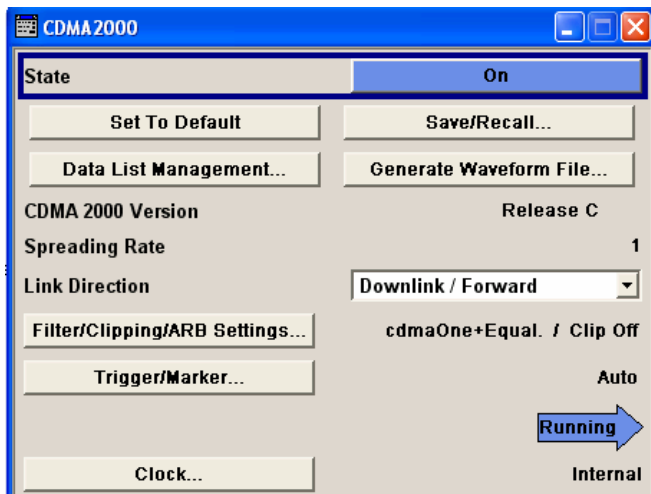 CDMA2000
State On
Set To Default Save/Recall...
Data List Management... Generate Waveform File...
CDMA 2000 Version Release C
Spreading Rate 1
Link Direction Downlink / Forward
Filter/Clipping/ARB Settings... cdmaOne+Equal. / Clip Off
Trigger/Marker... Auto
Running
Clock... Internal